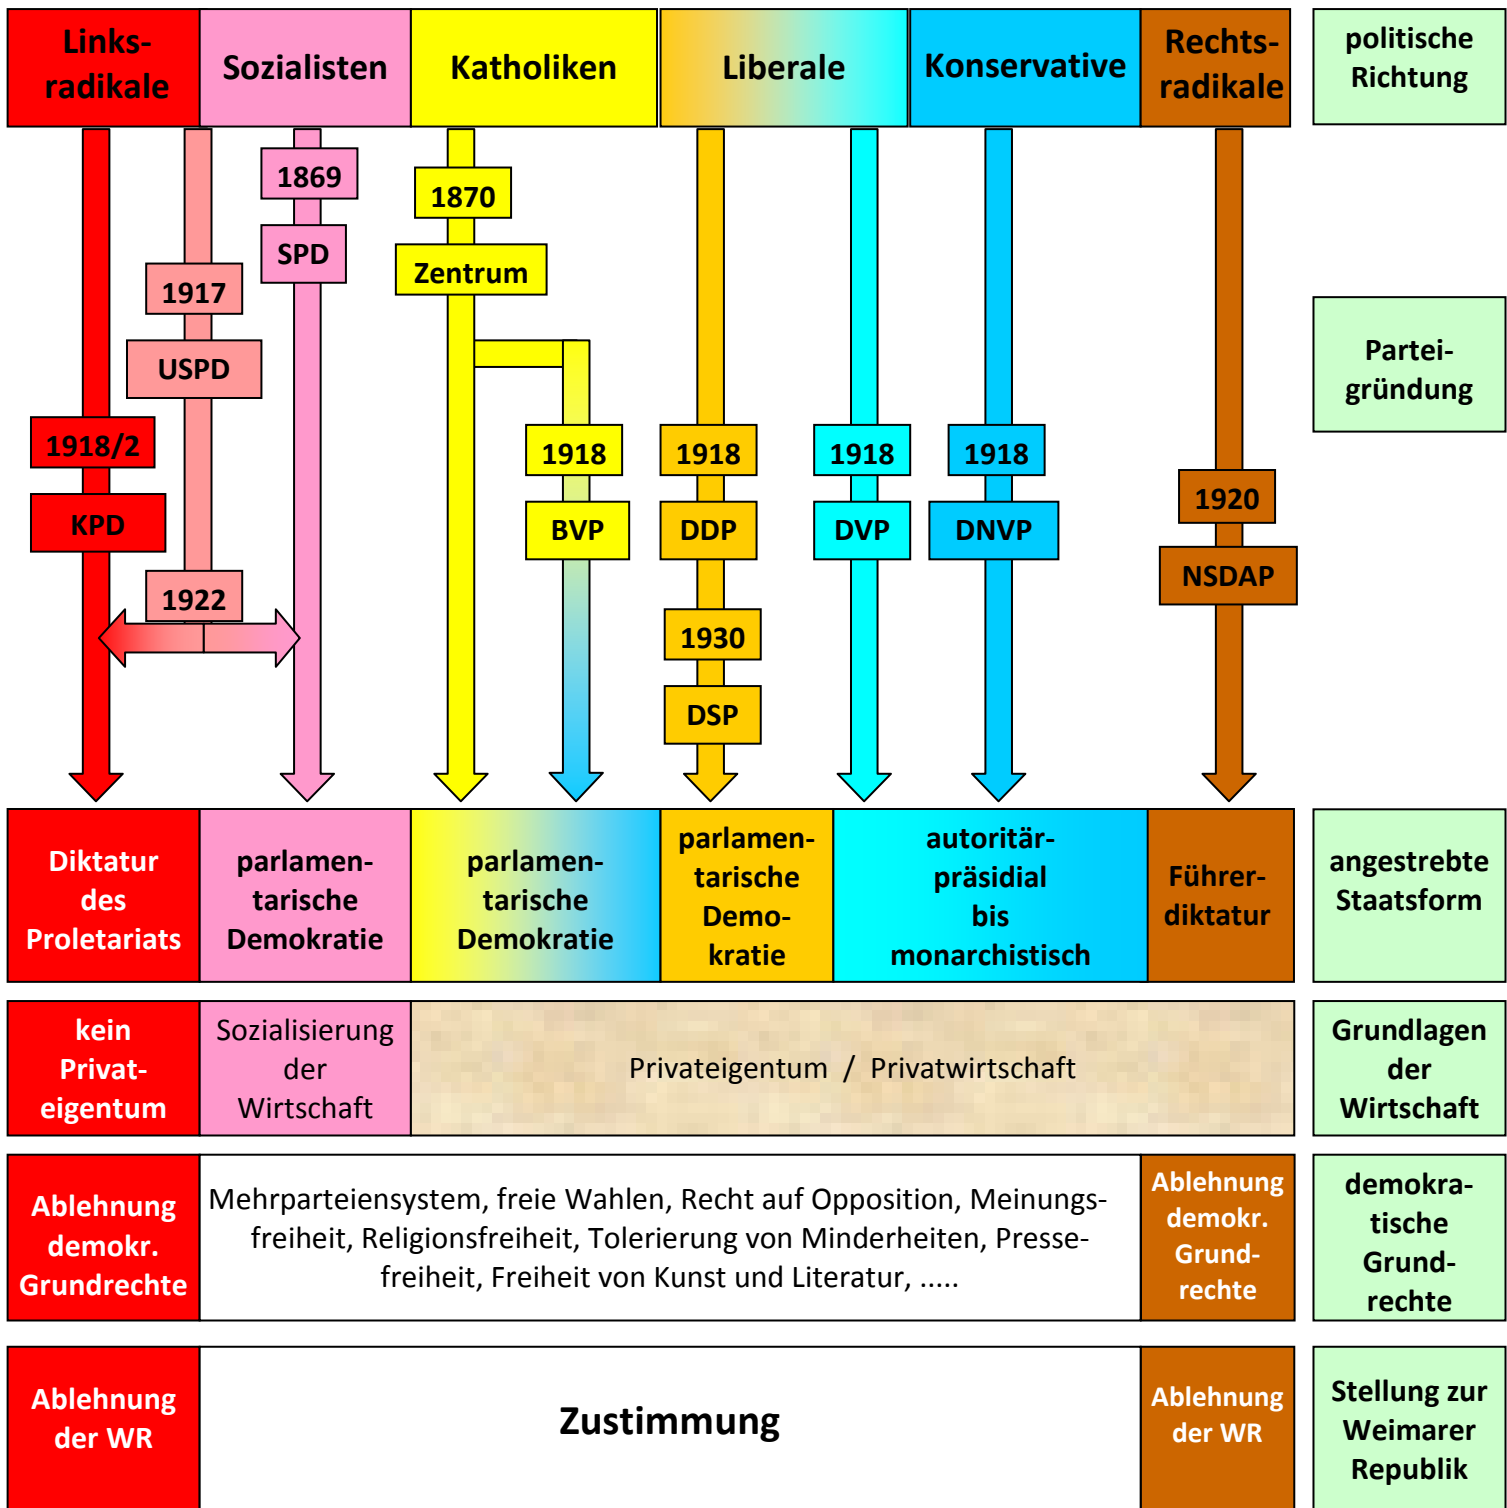 Links-
radikale
Sozialisten
Katholiken
Liberale
Konservative
Rechts-
radikale
politische
Richtung
1869
SPD
1870
Zentrum
1917
USPD
Partei-
gründung
1918/2
KPD
1918
BVP
1918
DDP
1918
DVP
1918
DNVP
1920
NSDAP
1922
1930
DSP
Diktatur
des
Proletariats
parlamen-
tarische
Demokratie
parlamen-
tarische
Demokratie
parlamen-
tarische
Demo-
kratie
autoritär-
präsidial
bis
monarchistisch
Führer-
diktatur
angestrebte
Staatsform
kein
Privat-
eigentum
Sozialisierung
der
Wirtschaft
Privateigentum / Privatwirtschaft
Grundlagen
der
Wirtschaft
Ablehnung
demokr.
Grundrechte
Mehrparteiensystem, freie Wahlen, Recht auf Opposition, Meinungs-
freiheit, Religionsfreiheit, Tolerierung von Minderheiten, Presse-
freiheit, Freiheit von Kunst und Literatur, .....
Ablehnung
demokr.
Grund-
rechte
demokra-
tische
Grund-
rechte
Ablehnung
der WR
Zustimmung
Ablehnung
der WR
Stellung zur
Weimarer
Republik